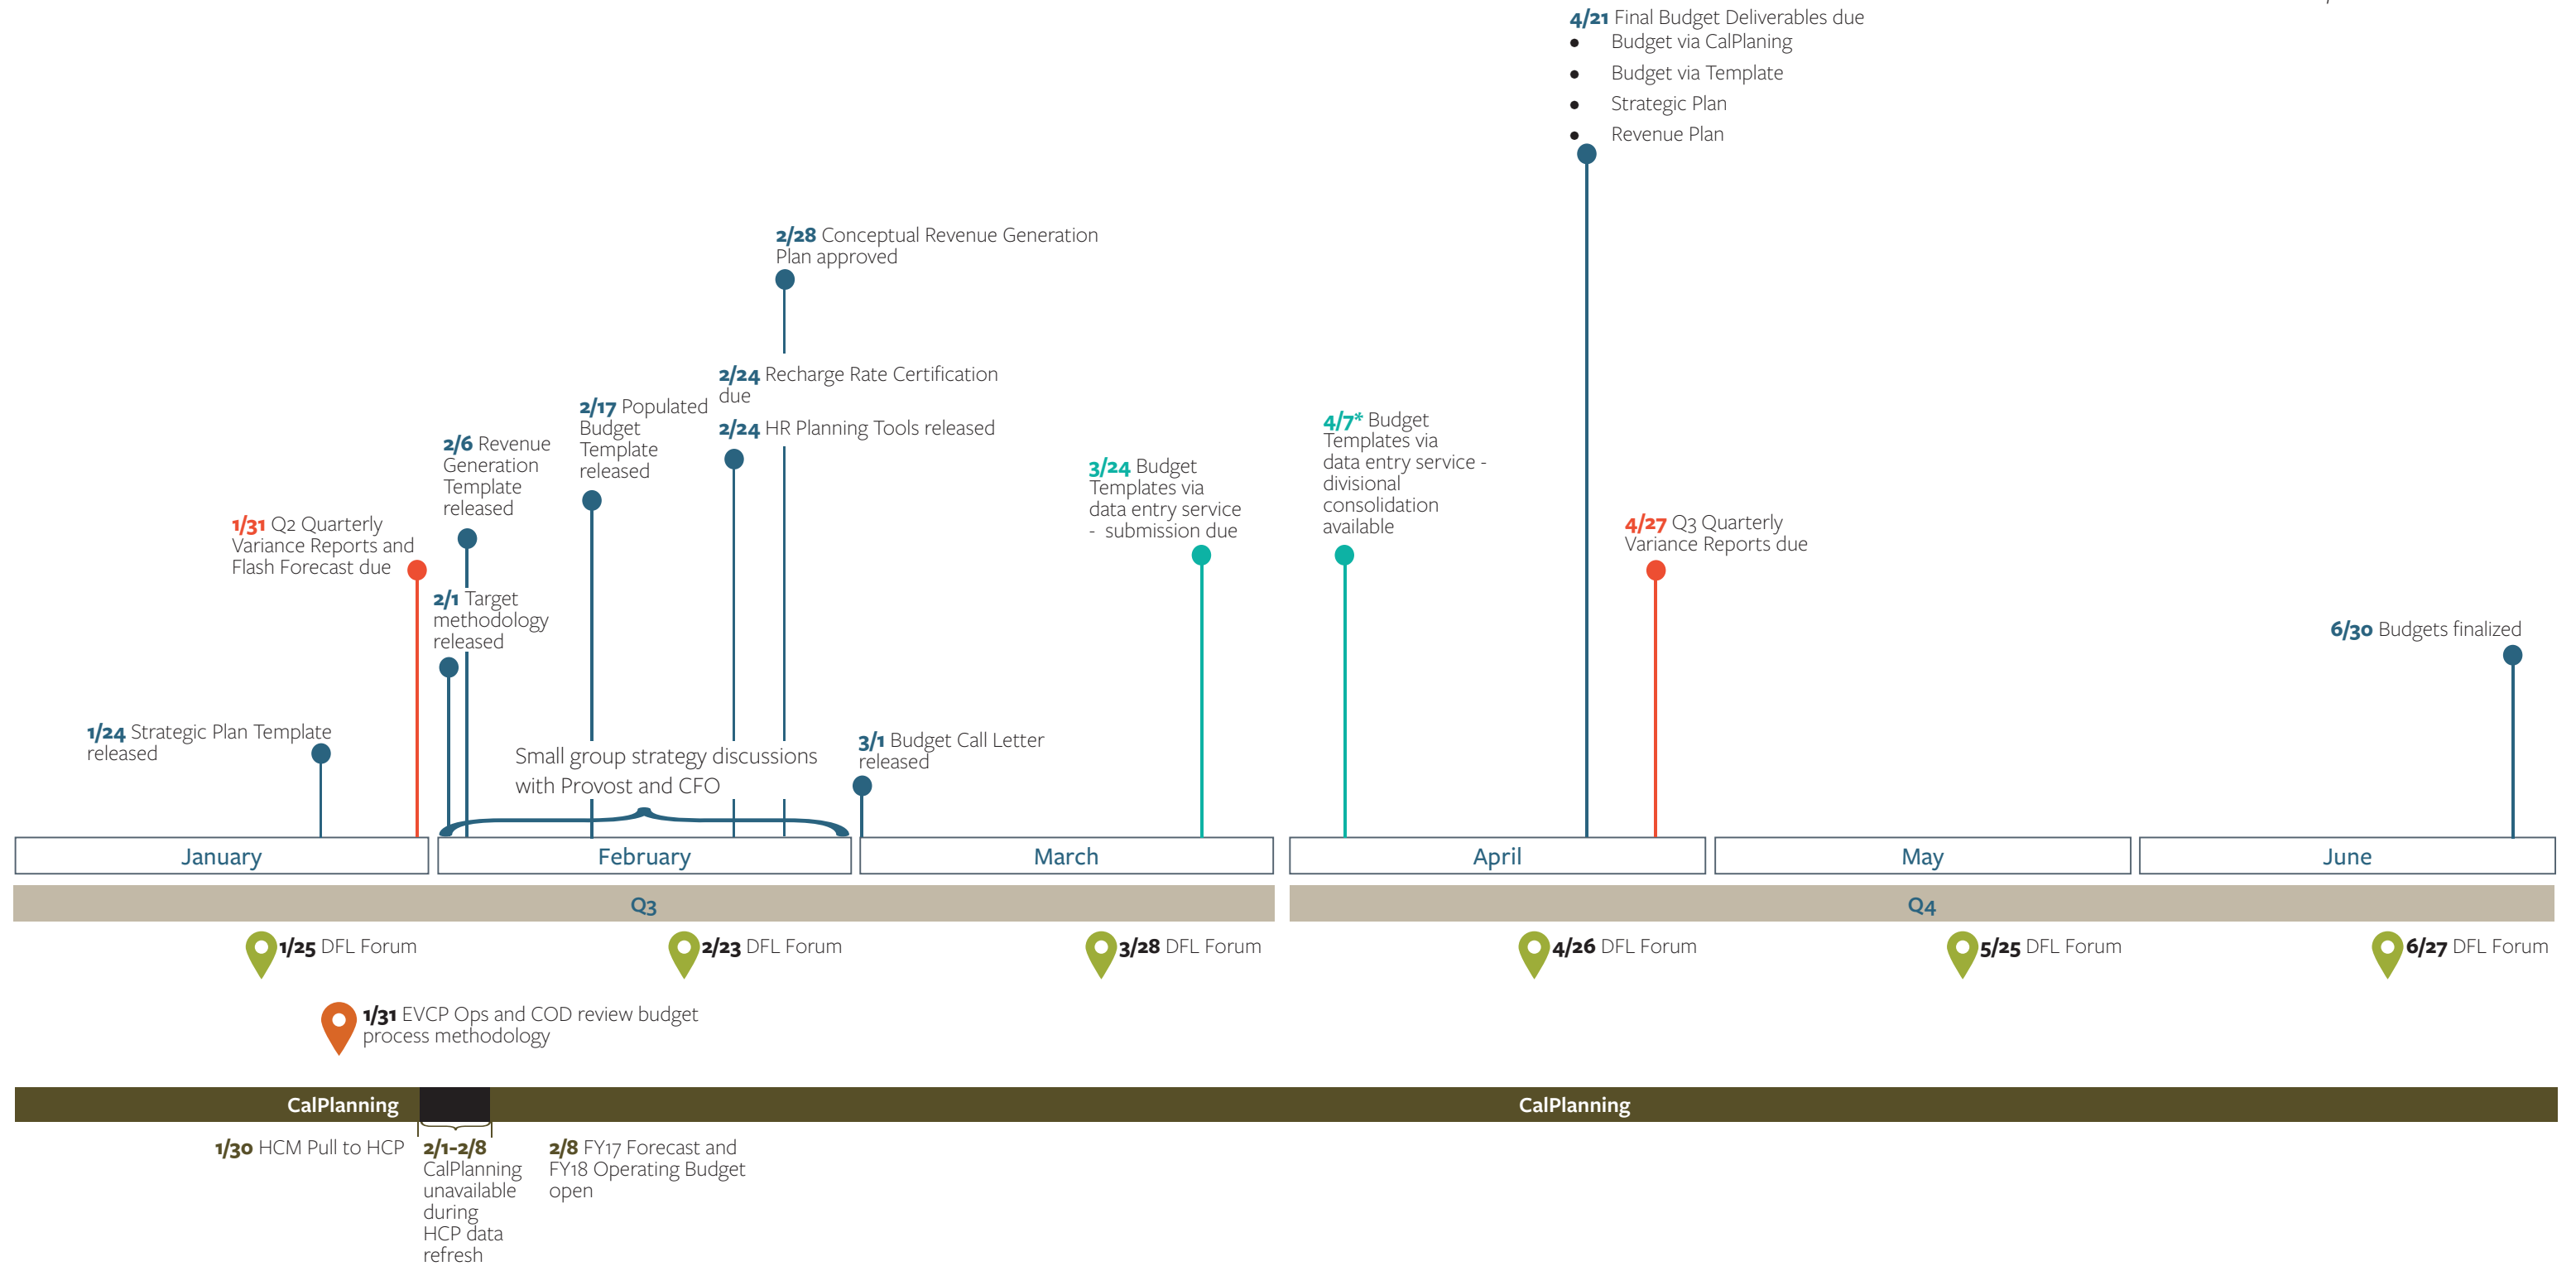 4/21 Final Budget Deliverables due
● Budget via CalPlaning
● Budget via Template
● Strategic Plan
● Revenue Plan
2/28 Conceptual Revenue Generation
Plan approved
2/24 Recharge Rate Certification
due
2/24 HR Planning Tools released
2/17 Populated
Budget
Template
released
2/6 Revenue
Generation
Template
released
1/31 Q2 Quarterly
Variance Reports and
Flash Forecast due
2/1 Target
methodology
released
1/24 Strategic Plan Template
released
Small group strategy discussions
with Provost and CFO
3/1 Budget Call Letter
released
3/24 Budget
Templates via
data entry service
- submission due
4/7* Budget
Templates via
data entry service -
divisional
consolidation
available
4/27 Q3 Quarterly
Variance Reports due
6/30 Budgets finalized
January
February
March
April
May
June
Q3
Q4
1/25 DFL Forum
2/23 DFL Forum
3/28 DFL Forum
4/26 DFL Forum
5/25 DFL Forum
6/27 DFL Forum
1/31 EVCP Ops and COD review budget
process methodology
CalPlanning
CalPlanning
1/30 HCM Pull to HCP
2/1-2/8
CalPlanning
unavailable
during
HCP data
refresh
2/8 FY17 Forecast and
FY18 Operating Budget
open